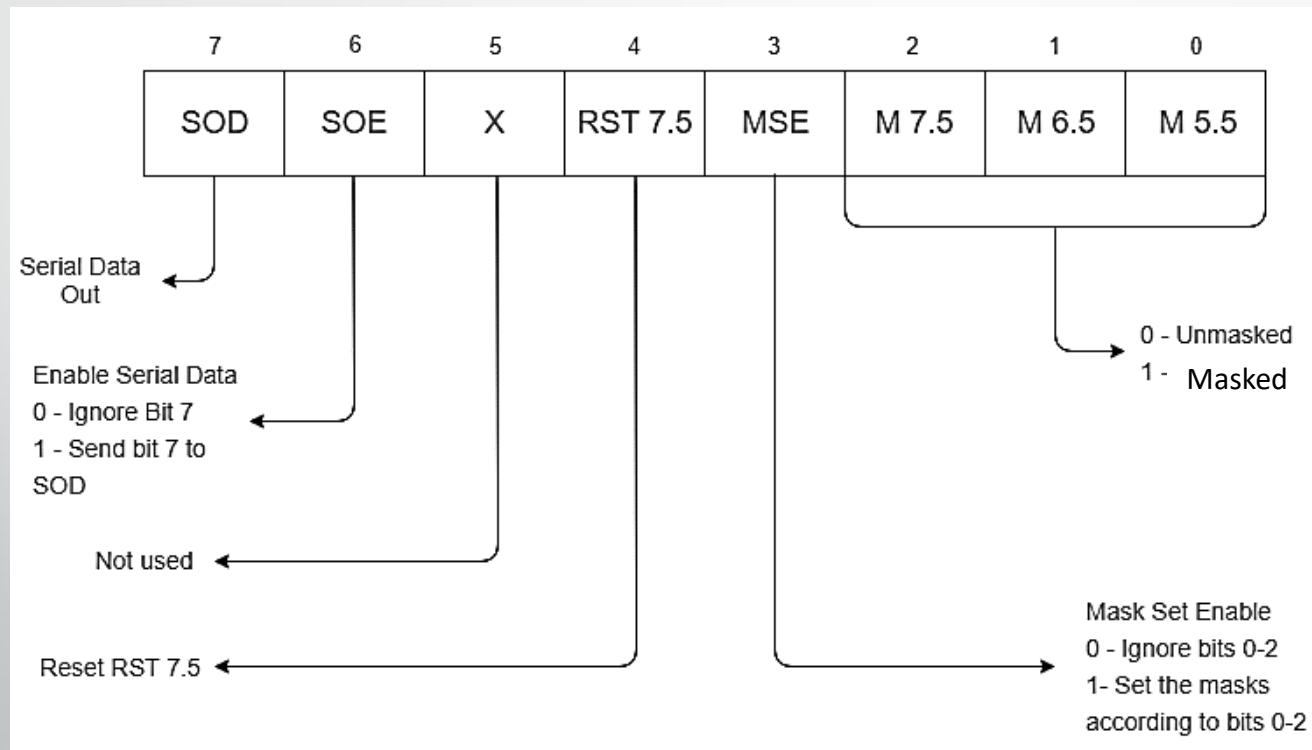 7 6 5 4 3 2 1 0
SOD SOE X RST 7.5 MSE M 7.5 M 6.5 M 5.5
Serial Data
Out
0 - Unmasked
1 - Masked
Enable Serial Data
0 - Ignore Bit 7
1 - Send bit 7 to
SOD
Not used
Reset RST 7.5
Mask Set Enable
0 - Ignore bits 0-2
1- Set the masks
according to bits 0-2